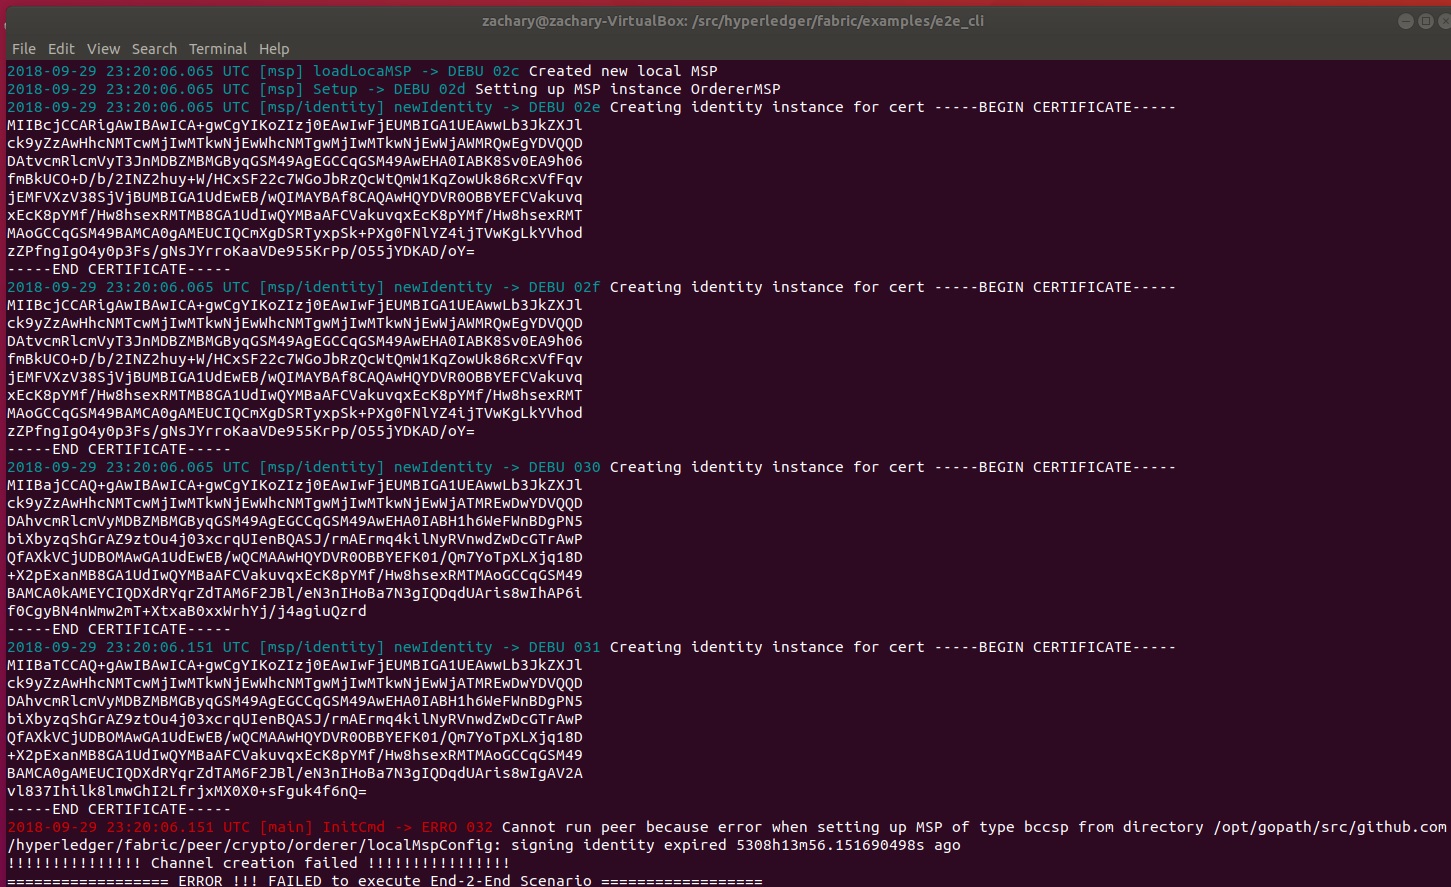 zachary@zachary-VirtualBox: /src/hyperledger/fabric/examples/e2e_cli
File Edit View Search Terminal Help
2018-09-29 23:20:06.065 UTC [msp] loadLocaMSP -> DEBU 02c Created new local MSP
2018-09-29 23:20:06.065 UTC [msp] Setup -> DEBU 02d Setting up MSP instance OrdererMSP
2018-09-29 23:20:06.065 UTC [msp/identity] newIdentity -> DEBU 02e Creating identity instance for cert -----BEGIN CERTIFICATE-----
MIIBcjCCARigAwIBAwICA+gwCgYIKoZIzj0EAwIwFjEUMBIGA1UEAwwLb3JkZXJl
ck9yZzAwHhcNMTcwMjIwMTkwNjEwWhcNMTgwMjIwMTkwNjEwWjAWMRQwEgYDVQQD
DAtvcmRlcmVyT3JnMDBZMBMGByqGSM49AgEGCCqGSM49AwEHA0IABK8Sv0EA9h06
fmBkUCO+D/b/2INZ2huy+W/HCxSF22c7WGoJbRzQcWtQmW1KqZowUk86RcxVfFqv
jEMFVXzV38SjVjBUMBIGA1UdEwEB/wQIMAYBAf8CAQAwHQYDVR0OBBYEFCVakuvq
xEcK8pYMf/Hw8hsexRMTMB8GA1UdIwQYMBaAFCVakuvqxEcK8pYMf/Hw8hsexRMT
MAoGCCqGSM49BAMCA0gAMEUCIQCmXgDSRTyxpSk+PXg0FNlYZ4ijTVwKgLkYVhod
zZPfngIgO4y0p3Fs/gNsJYrroKaaVDe955KrPp/O55jYDKAD/oY=
-----END CERTIFICATE-----
2018-09-29 23:20:06.065 UTC [msp/identity] newIdentity -> DEBU 02f Creating identity instance for cert -----BEGIN CERTIFICATE-----
MIIBcjCCARigAwIBAwICA+gwCgYIKoZIzj0EAwIwFjEUMBIGA1UEAwwLb3JkZXJl
ck9yZzAwHhcNMTcwMjIwMTkwNjEwWhcNMTgwMjIwMTkwNjEwWjAWMRQwEgYDVQQD
DAtvcmRlcmVyT3JnMDBZMBMGByqGSM49AgEGCCqGSM49AwEHA0IABK8Sv0EA9h06
fmBkUCO+D/b/2INZ2huy+W/HCxSF22c7WGoJbRzQcWtQmW1KqZowUk86RcxVfFqv
jEMFVXzV38SjVjBUMBIGA1UdEwEB/wQIMAYBAf8CAQAwHQYDVR0OBBYEFCVakuvq
xEcK8pYMf/Hw8hsexRMTMB8GA1UdIwQYMBaAFCVakuvqxEcK8pYMf/Hw8hsexRMT
MAoGCCqGSM49BAMCA0gAMEUCIQCmXgDSRTyxpSk+PXg0FNlYZ4ijTVwKgLkYVhod
zZPfngIgO4y0p3Fs/gNsJYrroKaaVDe955KrPp/O55jYDKAD/oY=
-----END CERTIFICATE-----
2018-09-29 23:20:06.065 UTC [msp/identity] newIdentity -> DEBU 030 Creating identity instance for cert -----BEGIN CERTIFICATE-----
MIIBajCCAQ+gAwIBAwICA+gwCgYIKoZIzj0EAwIwFjEUMBIGA1UEAwwLb3JkZXJl
ck9yZzAwHhcNMTcwMjIwMTkwNjEwWhcNMTgwMjIwMTkwNjEwWjATMREwDwYDVQQD
DAhvcmRlcmVyMDBZMBMGByqGSM49AgEGCCqGSM49AwEHA0IABH1h6WeFWnBDgPN5
biXbyzqShGrAZ9ztOu4j03xcrqUIenBQASJ/rmAErmq4kilNyRVnwdZwDcGTrAwP
QfAXkVCjUDBOMAwGA1UdEwEB/wQCMAAwHQYDVR0OBBYEFK01/Qm7YoTpXLXjq18D
+X2pExanMB8GA1UdIwQYMBaAFCVakuvqxEcK8pYMf/Hw8hsexRMTMAoGCCqGSM49
BAMCA0kAMEYCIQDXdRYqrZdTAM6F2JBl/eN3nIHoBa7N3gIQDqdUAris8wIhAP6i
f0CgyBN4nWmw2mT+XtxaB0xxWrhYj/j4agiuQzrd
-----END CERTIFICATE-----
2018-09-29 23:20:06.151 UTC [msp/identity] newIdentity -> DEBU 031 Creating identity instance for cert -----BEGIN CERTIFICATE-----
MIIBaTCCAQ+gAwIBAwICA+gwCgYIKoZIzj0EAwIwFjEUMBIGA1UEAwwLb3JkZXJl
ck9yZzAwHhcNMTcwMjIwMTkwNjEwWhcNMTgwMjIwMTkwNjEwWjATMREwDwYDVQQD
DAhvcmRlcmVyMDBZMBMGByqGSM49AgEGCCqGSM49AwEHA0IABH1h6WeFWnBDgPN5
biXbyzqShGrAZ9ztOu4j03xcrqUIenBQASJ/rmAErmq4kilNyRVnwdZwDcGTrAwP
QfAXkVCjUDBOMAwGA1UdEwEB/wQCMAAwHQYDVR0OBBYEFK01/Qm7YoTpXLXjq18D
+X2pExanMB8GA1UdIwQYMBaAFCVakuvqxEcK8pYMf/Hw8hsexRMTMAoGCCqGSM49
BAMCA0gAMEUCIQDXdRYqrZdTAM6F2JBl/eN3nIHoBa7N3gIQDqdUAris8wIgAV2A
vl837Ihilk8lmwGhI2LfrjxMX0X0+sFguk4f6nQ=
-----END CERTIFICATE-----
2018-09-29 23:20:06.151 UTC [main] InitCmd -> ERRO 032 Cannot run peer because error when setting up MSP of type bccsp from directory /opt/gopath/src/github.com
/hyperledger/fabric/peer/crypto/orderer/localMspConfig: signing identity expired 5308h13m56.151690498s ago
!!!!!!!!!!!!!!! Channel creation failed !!!!!!!!!!!!!!!!
================== ERROR !!! FAILED to execute End-2-End Scenario ==================